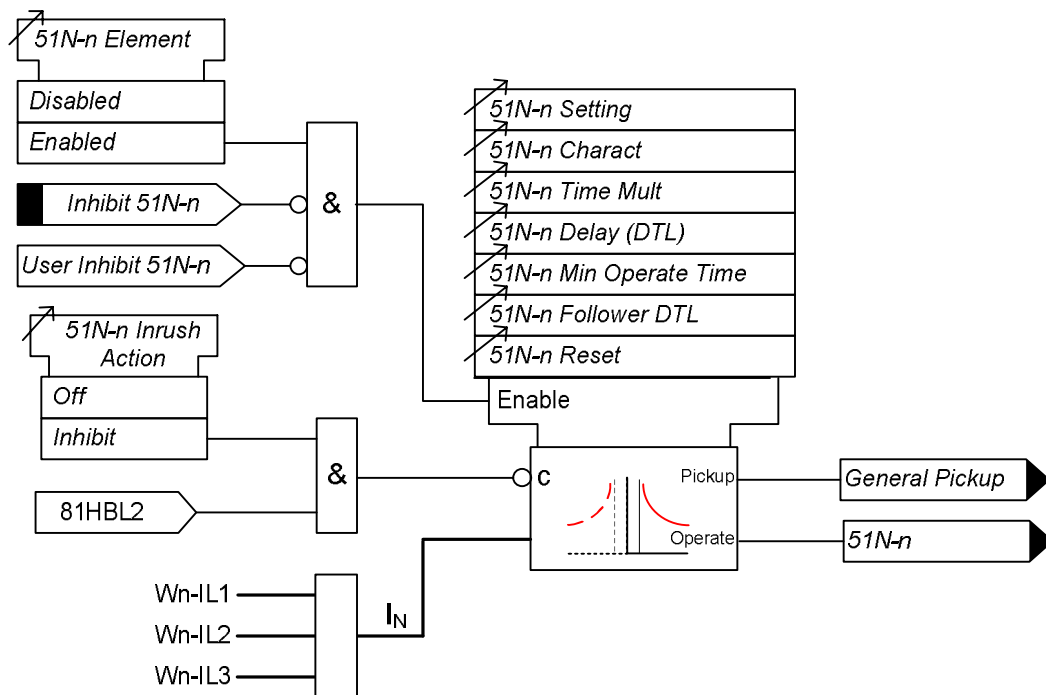 51N-n Element
Disabled
Enabled
Inhibit 51N-n
User Inhibit 51N-n
&
51N-n Inrush
Action
Off
Inhibit
81HBL2
&
Wn-IL1
Wn-IL2
Wn-IL3
IN
51N-n Setting
51N-n Charact
51N-n Time Mult
51N-n Delay (DTL)
51N-n Min Operate Time
51N-n Follower DTL
51N-n Reset
Enable
c
Pickup
Operate
General Pickup
51N-n